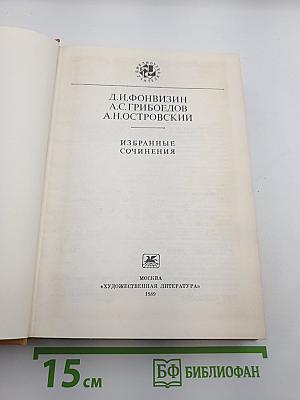 Д.И.ФОНВИЗИН
А.С.ГРИБОЕДОВ
А.Н.ОСТРОВСКИЙ
ИЗБРАННЫЕ
СОЧИНЕНИЯ
МОСКВА
«ХУДОЖЕСТВЕННАЯ ЛИТЕРАТУРА»
1989
15 см
БФ БИБЛИОФАН